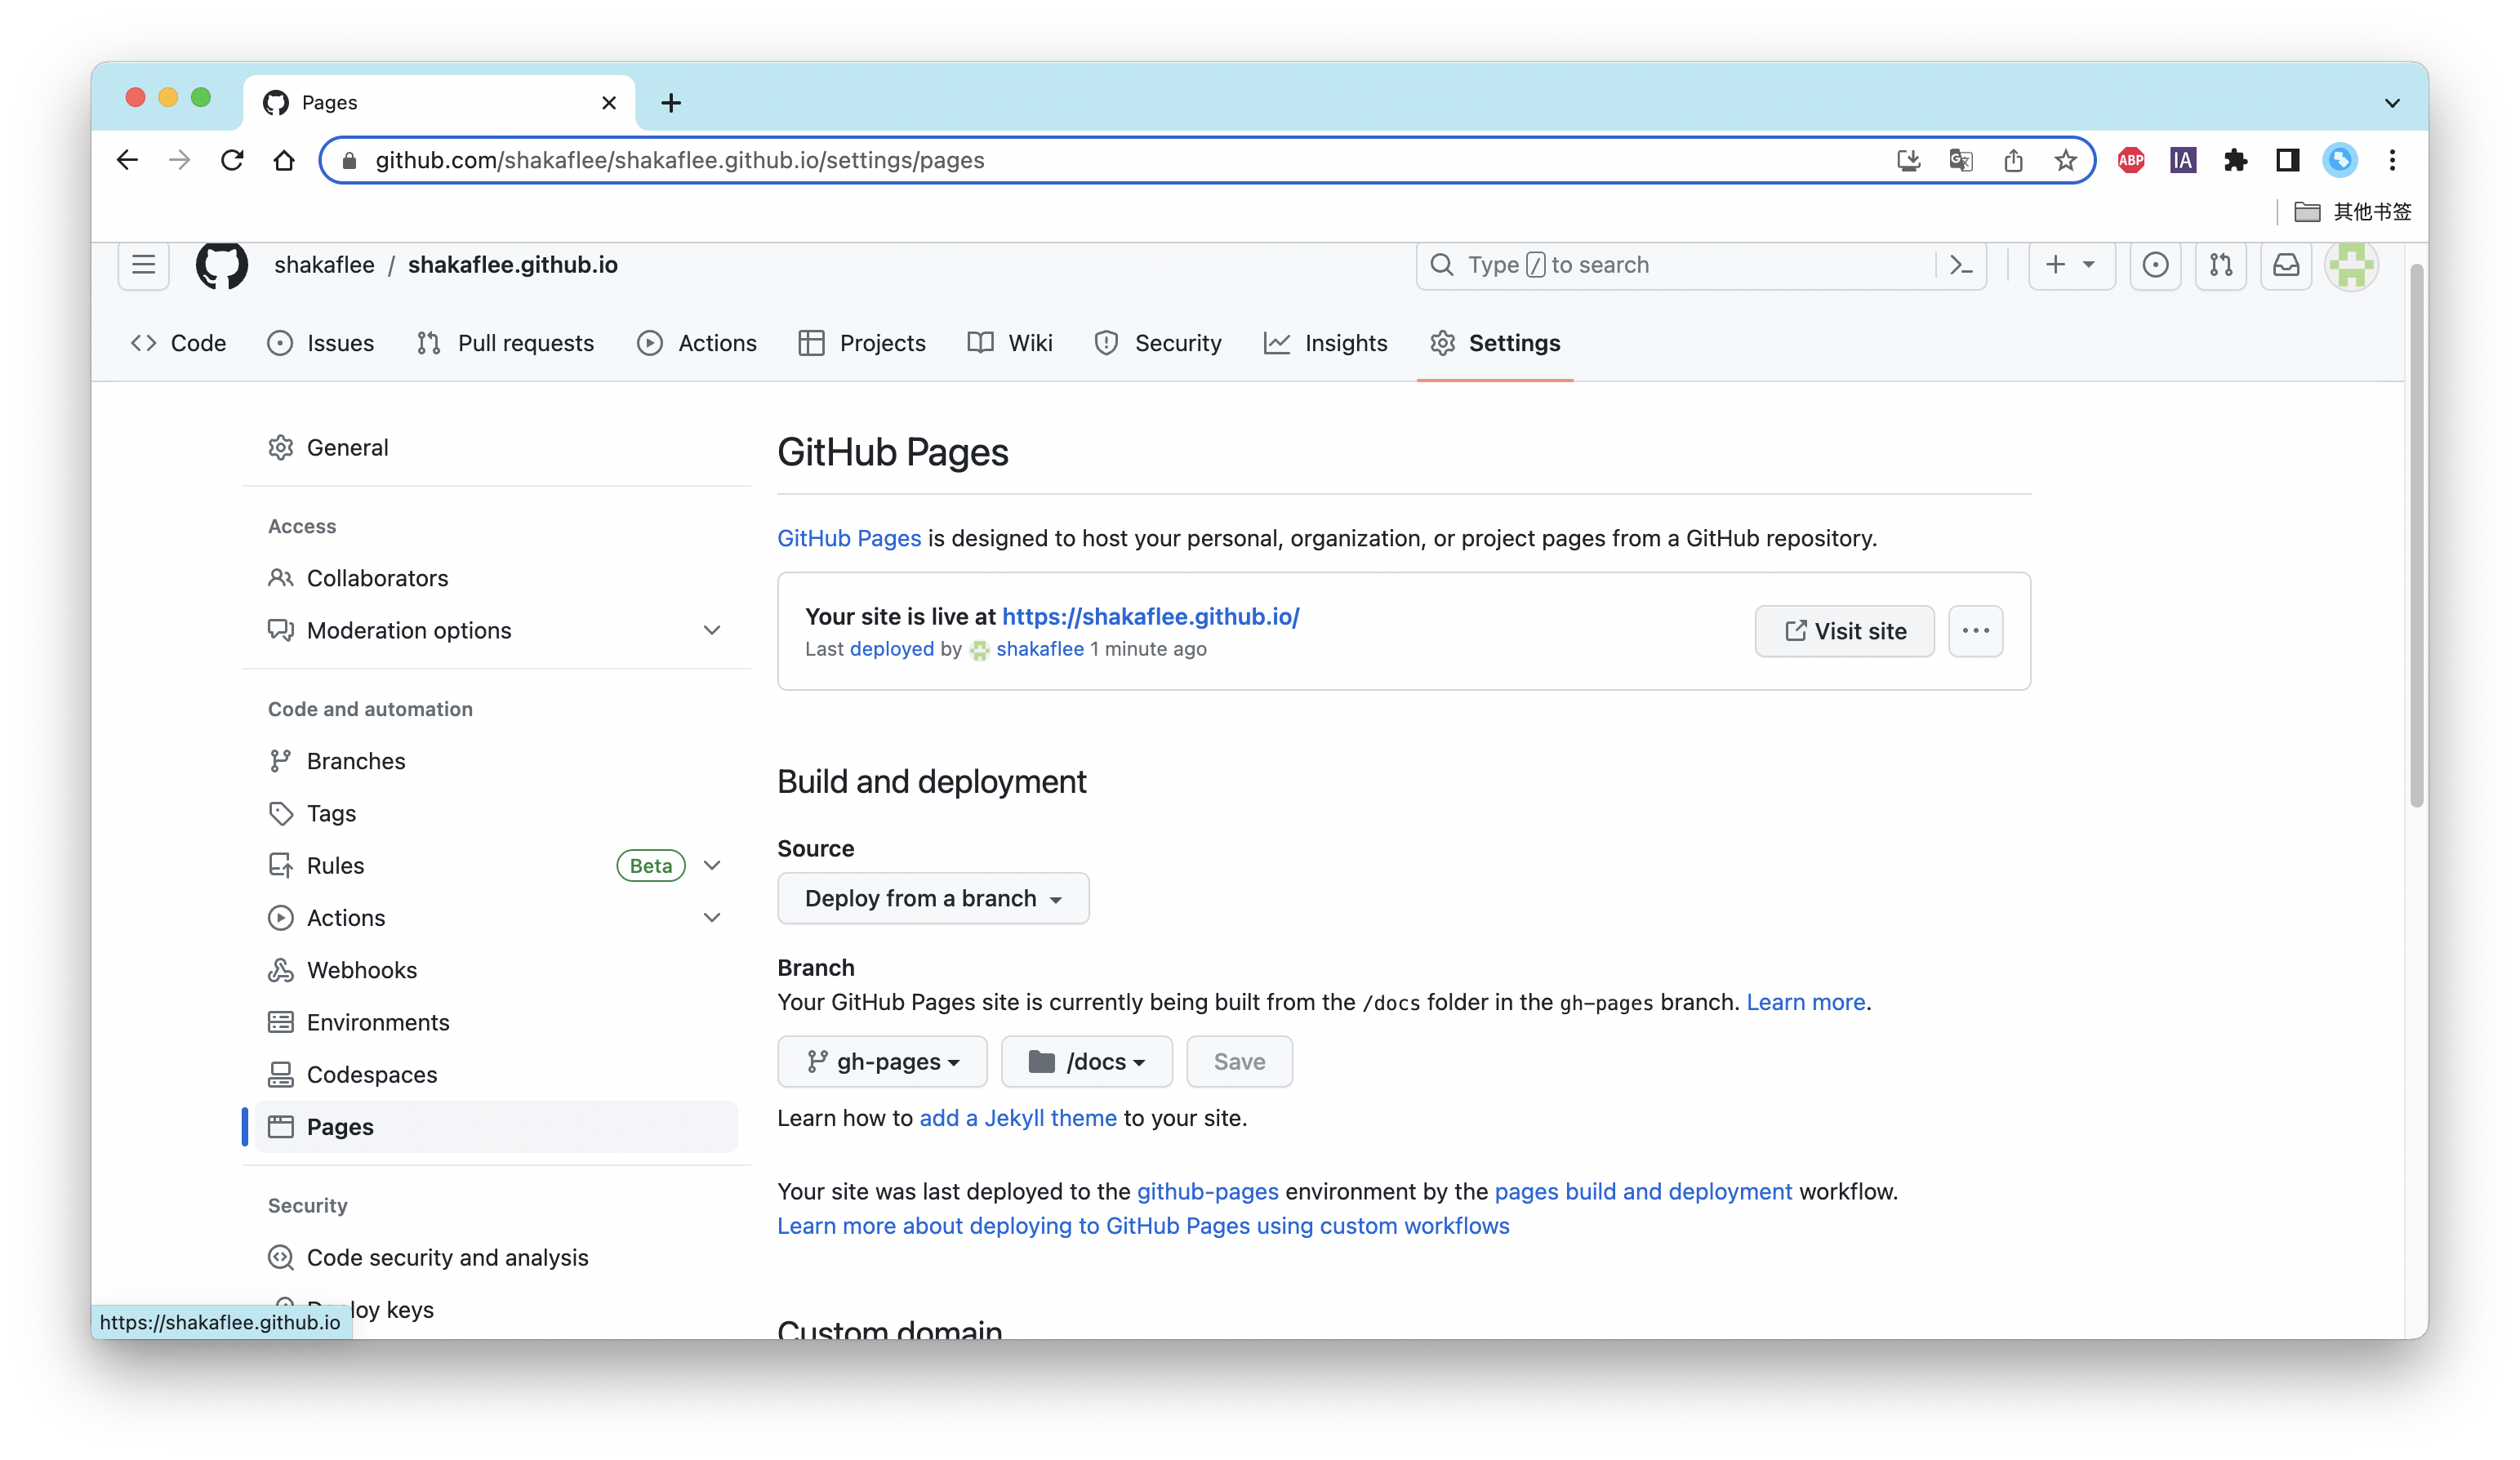 Pages
github.com/shakaflee/shakaflee.github.io/settings/pages
ABP
IA
其他书签
shakaflee / shakaflee.github.io
Type / to search
Code
Issues
Pull requests
Actions
Projects
Wiki
Security
Insights
Settings
General
Access
Collaborators
Moderation options
Code and automation
Branches
Tags
Rules
Beta
Actions
Webhooks
Environments
Codespaces
Pages
Security
Code security and analysis
Deploy keys
https://shakaflee.github.io
GitHub Pages
GitHub Pages is designed to host your personal, organization, or project pages from a GitHub repository.
Your site is live at https://shakaflee.github.io/
Last deployed by shakaflee 1 minute ago
Visit site
Build and deployment
Source
Deploy from a branch
Branch
Your GitHub Pages site is currently being built from the /docs folder in the gh-pages branch. Learn more.
gh-pages
/docs
Save
Learn how to add a Jekyll theme to your site.
Your site was last deployed to the github-pages environment by the pages build and deployment workflow.
Learn more about deploying to GitHub Pages using custom workflows
Custom domain